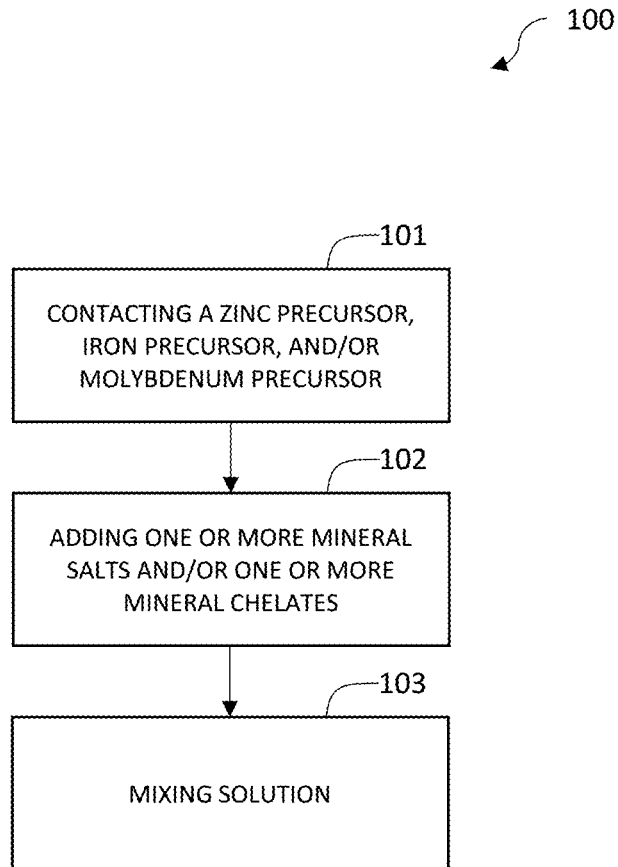 100
101
CONTACTING A ZINC PRECURSOR,
IRON PRECURSOR, AND/OR
MOLYBDENUM PRECURSOR
102
ADDING ONE OR MORE MINERAL
SALTS AND/OR ONE OR MORE
MINERAL CHELATES
103
MIXING SOLUTION